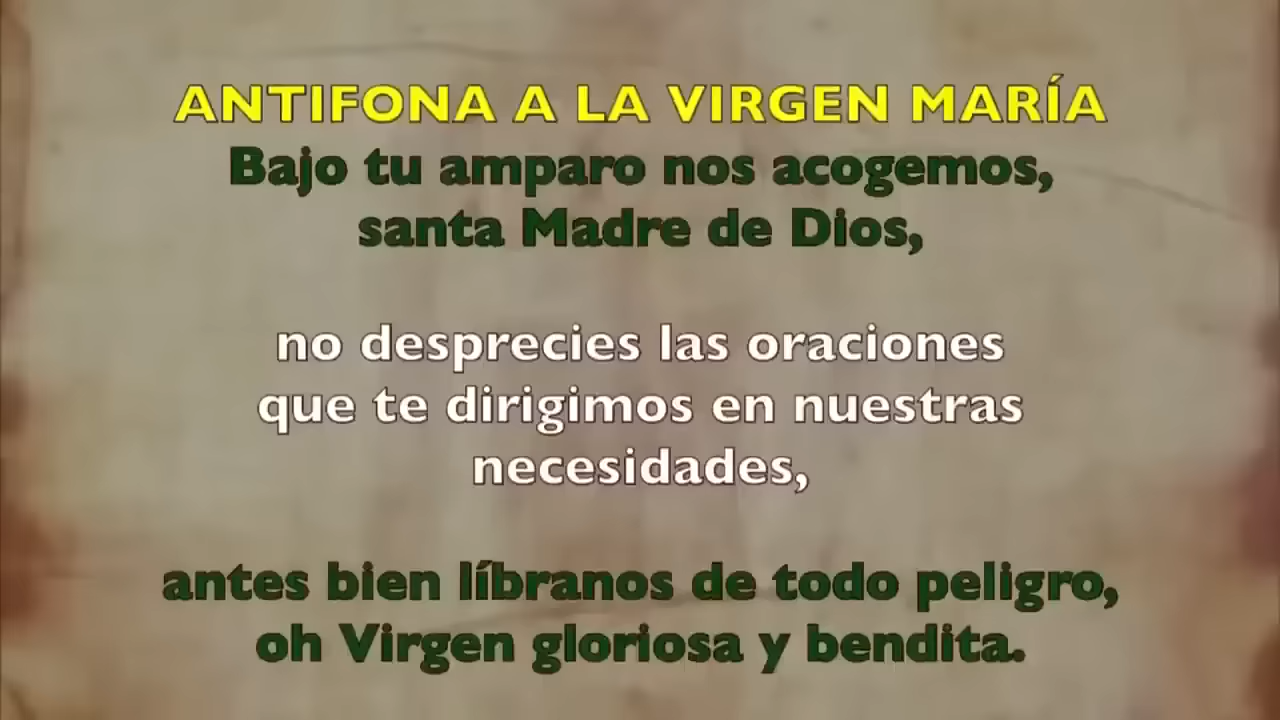 ANTIFONA A LA VIRGEN MARÍA
Bajo tu amparo nos acogemos,
santa Madre de Dios,
no desprecies las oraciones
que te dirigimos en nuestras
necesidades,
antes bien líbranos de todo peligro,
oh Virgen gloriosa y bendita.